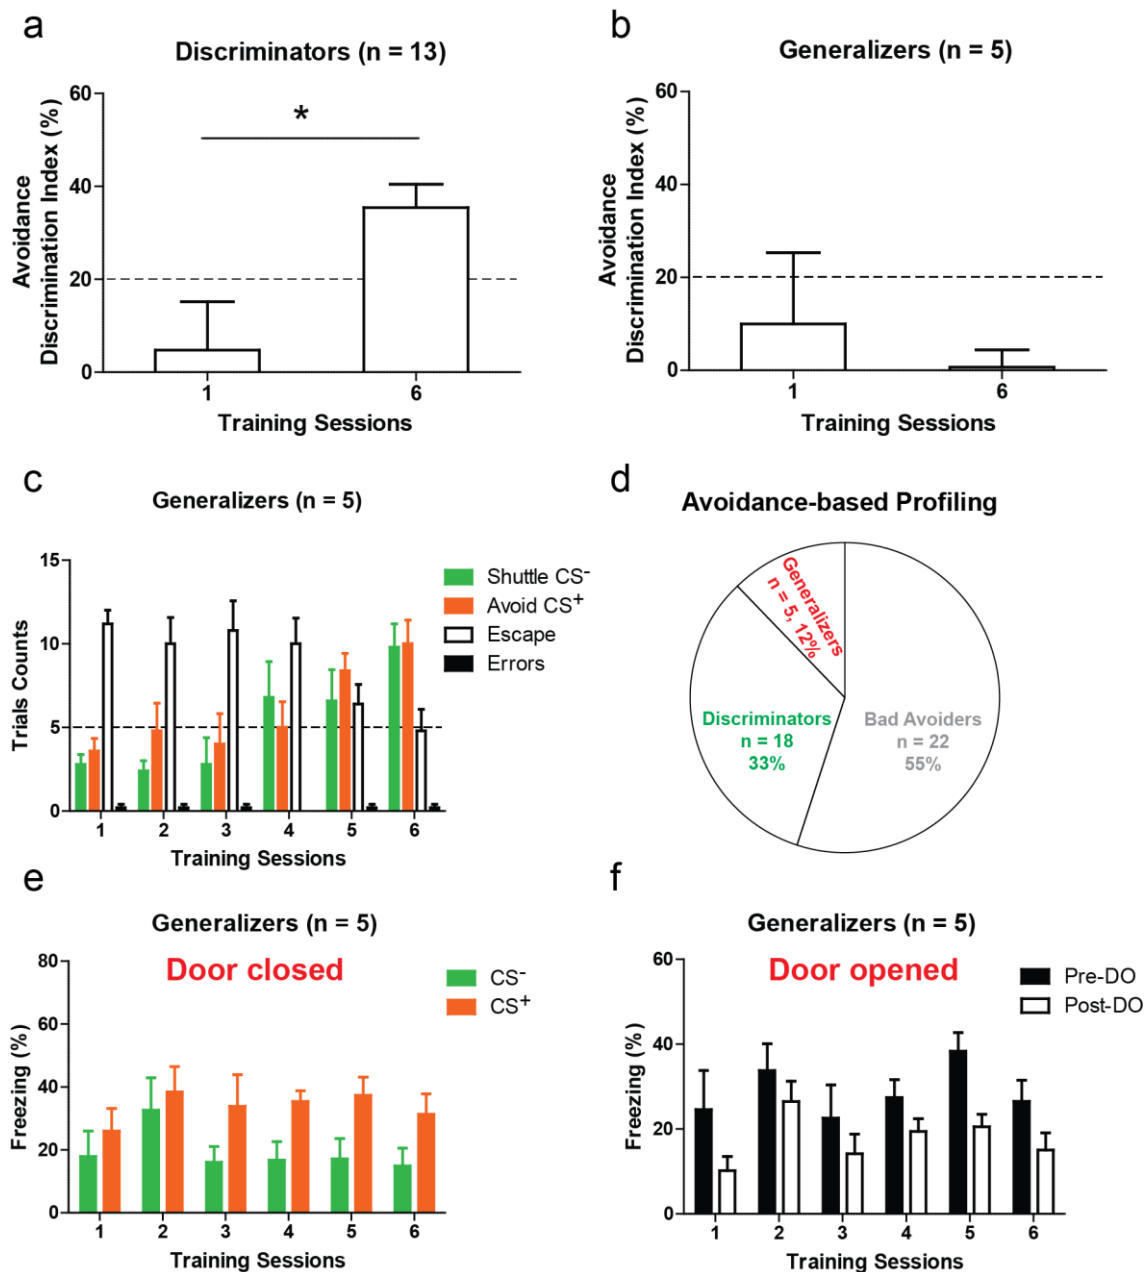 a
Discriminators (n = 13)
Avoidance
Discrimination Index (%)
60
40
20
0
*
1
6
Training Sessions
b
Generalizers (n = 5)
Avoidance
Discrimination Index (%)
60
40
20
0
1
6
Training Sessions
c
Generalizers (n = 5)
Trials Counts
15
10
5
0
1
2
3
4
5
6
Training Sessions
Shuttle CS⁻
Avoid CS⁺
Escape
Errors
d
Avoidance-based Profiling
Generalizers
n = 5, 12%
Discriminators
n = 18
33%
Bad Avoiders
n = 22
55%
e
Generalizers (n = 5)
Door closed
Freezing (%)
80
60
40
20
0
1
2
3
4
5
6
Training Sessions
CS⁻
CS⁺
f
Generalizers (n = 5)
Door opened
Freezing (%)
60
40
20
0
1
2
3
4
5
6
Training Sessions
Pre-DO
Post-DO